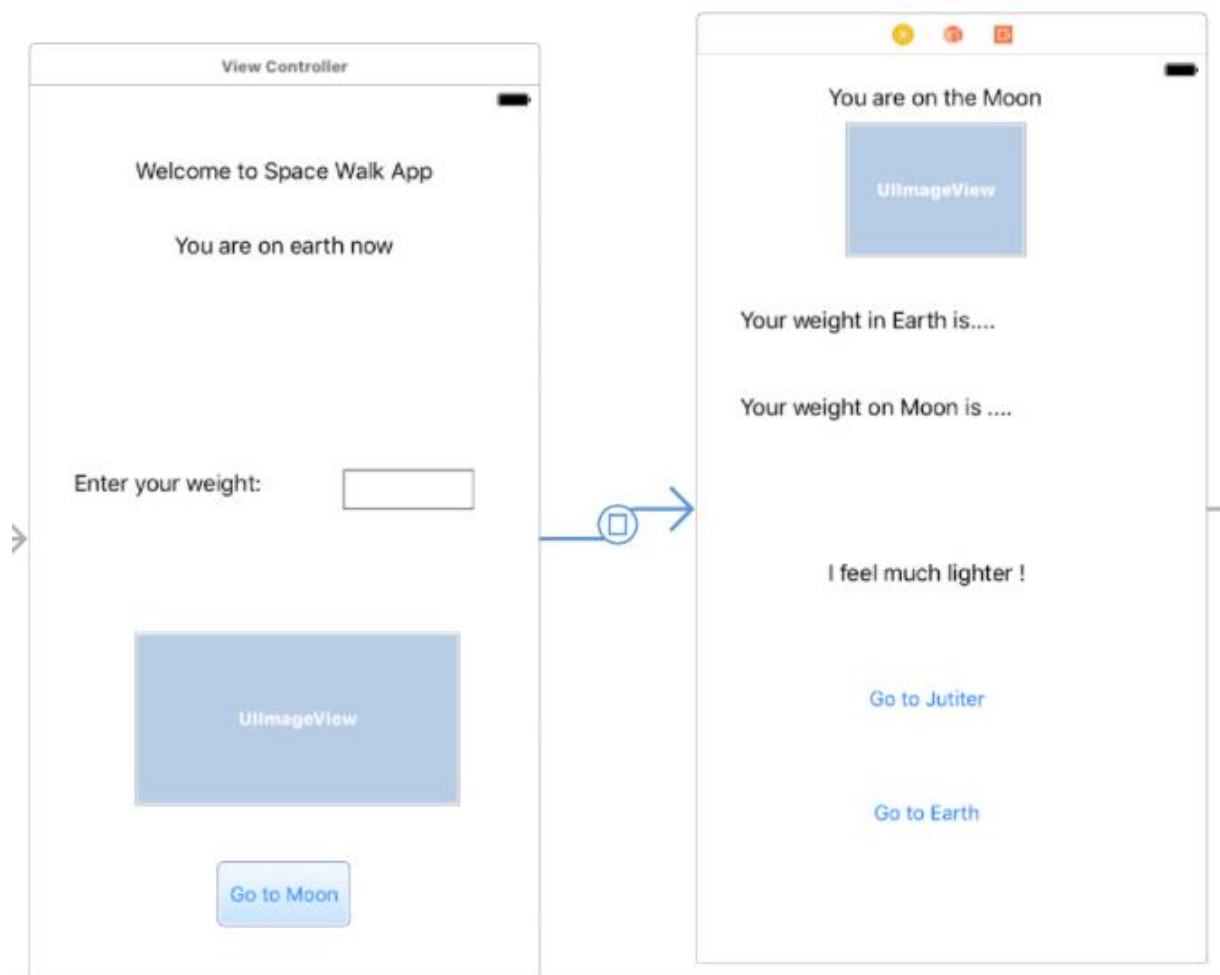 View Controller
Welcome to Space Walk App
You are on earth now
Enter your weight:
UIImageView
Go to Moon
You are on the Moon
UIImageView
Your weight in Earth is....
Your weight on Moon is ....
I feel much lighter !
Go to Jutiter
Go to Earth